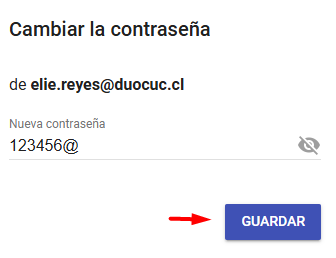 Cambiar la contraseña
de elie.reyes@duocuc.cl
Nueva contraseña
123456@
GUARDAR